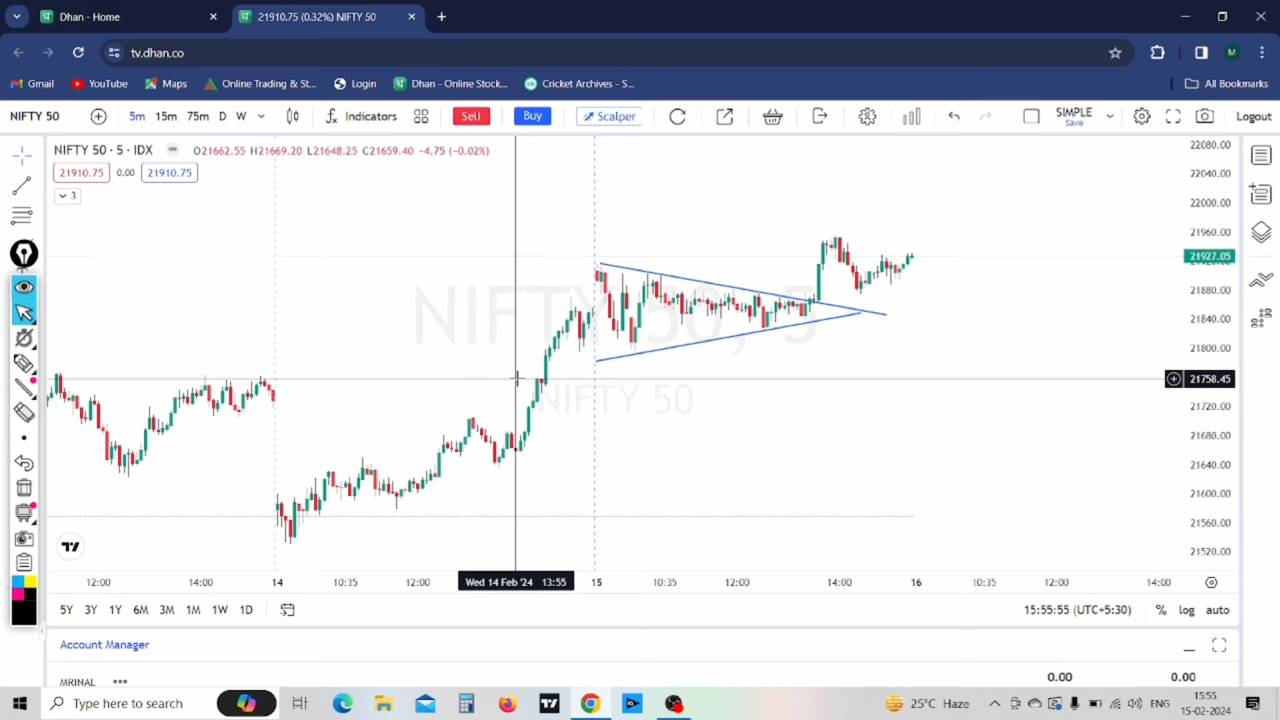 Dhan - Home
21910.75 (0.32%) NIFTY 50
tv.dhan.co
M
Gmail
YouTube
Maps
Online Trading & St...
Login
Dhan - Online Stock...
Cricket Archives - S...
All Bookmarks
NIFTY 50
5m 15m 75m D W
Indicators
Sell
Buy
Scalper
SIMPLE
Save
Logout
NIFTY 50 · 5 · IDX
O21662.55 H21669.20 L21648.25 C21659.40 -4.75 (-0.02%)
21910.75 0.00 21910.75
3
NIFTY 50, 5
NIFTY 50
22080.00
22040.00
22000.00
21960.00
21927.05
21880.00
21840.00
21800.00
21758.45
21720.00
21680.00
21640.00
21600.00
21560.00
21520.00
12:00 14:00 14 10:35 12:00 Wed 14 Feb '24 13:55 15 10:35 12:00 14:00 16 10:35 12:00 14:00
5Y 3Y 1Y 6M 3M 1M 1W 1D
15:55:55 (UTC+5:30) % log auto
Account Manager
MRINAL
0.00 0.00
Type here to search
25°C Haze
ENG
15:55
15-02-2024